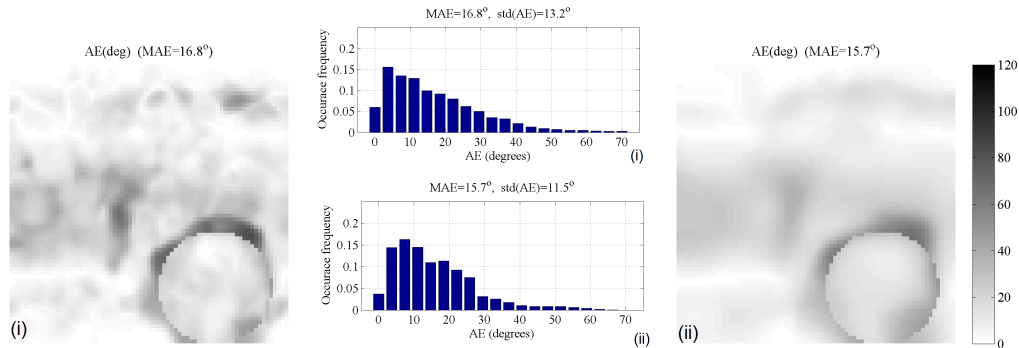 AE(deg) (MAE=16.8°)
(i)
MAE=16.8°, std(AE)=13.2°
Occurace frequency
0.2
0.15
0.1
0.05
0
0 10 20 30 40 50 60 70
AE (degrees)
(i)
MAE=15.7°, std(AE)=11.5°
Occurace frequency
0.2
0.15
0.1
0.05
0
0 10 20 30 40 50 60 70
AE (degrees)
(ii)
AE(deg) (MAE=15.7°)
(ii)
120
100
80
60
40
20
0